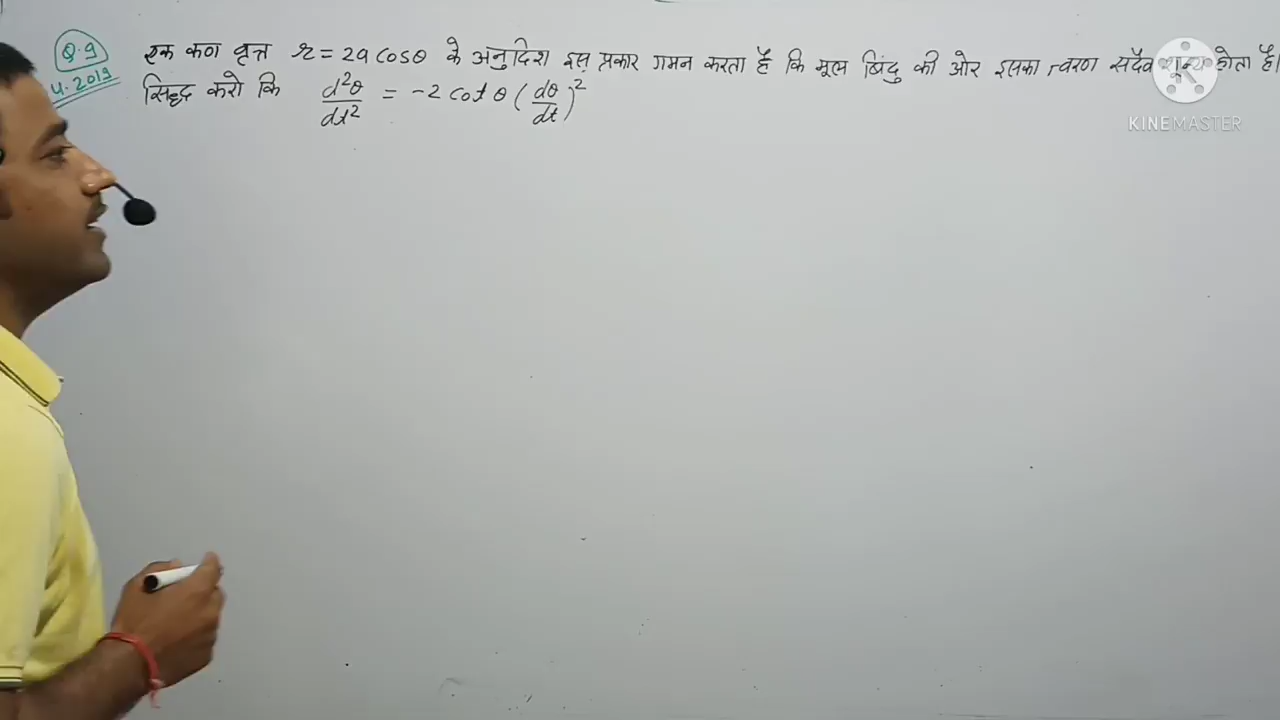 Q.9
एक कण वृत्त r = 2a cosθ के अनुदिश इस प्रकार गमन करता है कि मूल बिंदु की ओर इसका त्वरण सदैव शून्य होता है।
4.2019
सिद्ध करो कि d²θ/dt² = -2 cot θ (dθ/dt)²
KINEMASTER